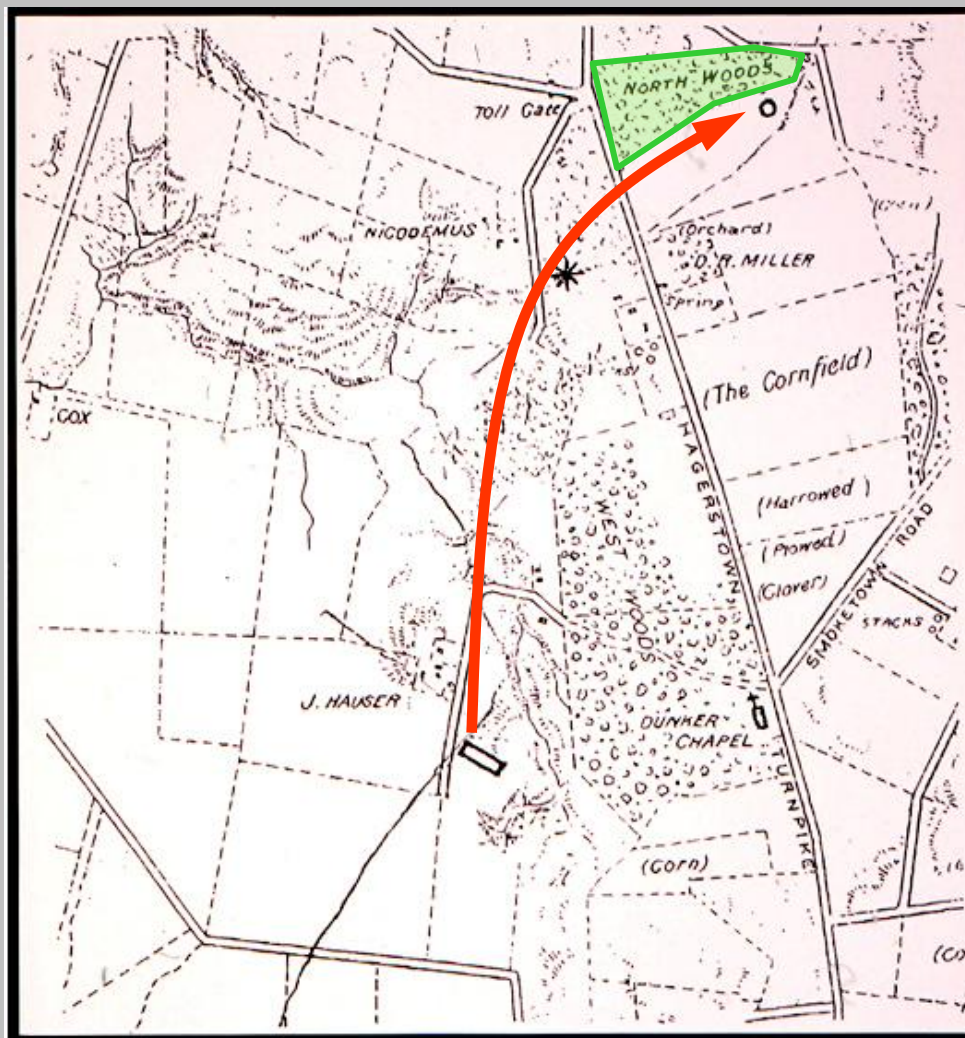 NORTH WOODS
Toll Gate
(Corn)
NICODEMUS
(Orchard)
D. R. MILLER
Spring
(The Cornfield)
COX
HAGERSTOWN TURNPIKE
(Harrowed)
(Plowed)
(Clover)
SMOKETOWN ROAD
STACKS
WEST WOODS
J. HAUSER
DUNKER
CHAPEL
(Corn)